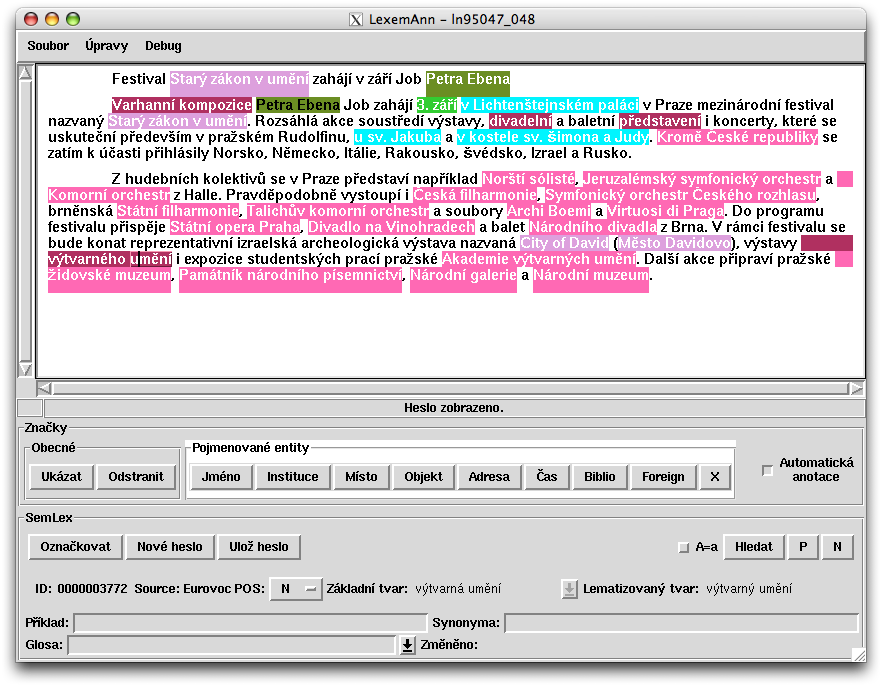 LexemAnn - ln95047_048
Soubor Úpravy Debug
Festival Starý zákon v umění zahájí v září Job Petra Ebena
Varhanní kompozice Petra Ebena Job zahájí 3. září v Lichtenštejnském paláci v Praze mezinárodní festival
nazvaný Starý zákon v umění. Rozsáhlá akce soustředí výstavy, divadelní a baletní představení i koncerty, které se
uskuteční především v pražském Rudolfinu, u sv. Jakuba a v kostele sv. Šimona a Judy. Kromě České republiky se
zatím k účasti přihlásily Norsko, Německo, Itálie, Rakousko, Švédsko, Izrael a Rusko.
Z hudebních kolektivů se v Praze představí například Norští sólisté, Jeruzalémský symfonický orchestr a
Komorní orchestr z Halle. Pravděpodobně vystoupí i Česká filharmonie, Symfonický orchestr Českého rozhlasu,
brněnská Státní filharmonie, Talichův komorní orchestr a soubory Archi Boemi a Virtuosi di Praga. Do programu
festivalu přispěje Státní opera Praha, Divadlo na Vinohradech a balet Národního divadla z Brna. V rámci festivalu se
bude konat reprezentativní izraelská archeologická výstava nazvaná City of David (Město Davidovo), výstavy
výtvarného umění i expozice studentských prací pražské Akademie výtvarných umění. Další akce připraví pražské
židovské muzeum, Památník národního písemnictví, Národní galerie a Národní muzeum.
Heslo zobrazeno.
Značky
Obecné Pojmenované entity
Ukázat Odstranit Jméno Instituce Místo Objekt Adresa Čas Biblio Foreign X Automatická anotace
SemLex
Označkovat Nové heslo Ulož heslo A=a Hledat P N
ID: 0000003772 Source: Eurovoc POS: N Základní tvar: výtvarná umění Lematizovaný tvar: výtvarný umění
Příklad: Synonyma:
Glosa: Změněno: